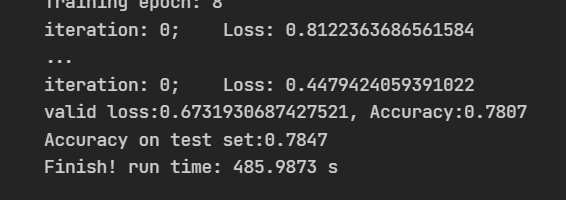 Training epoch: 8
iteration: 0;    Loss: 0.8122363686561584
...
iteration: 0;    Loss: 0.4479424059391022
valid loss:0.6731930687427521, Accuracy:0.7807
Accuracy on test set:0.7847
Finish! run time: 485.9873 s